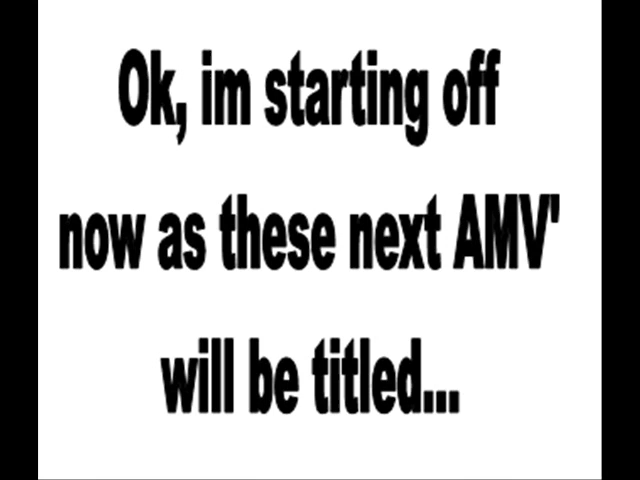 Ok, im starting off
now as these next AMV'
will be titled...